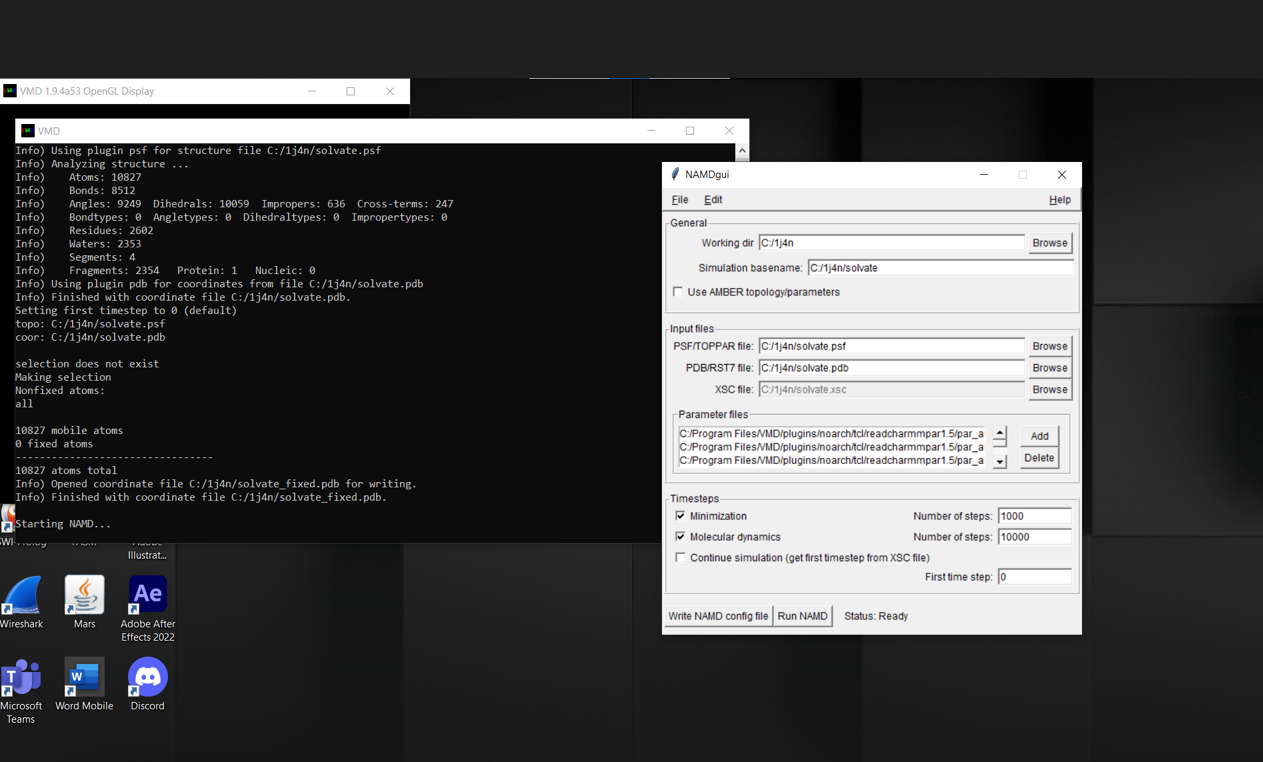 VMD 1.9.4a53 OpenGL Display
VMD
Info) Using plugin psf for structure file C:/1j4n/solvate.psf
Info) Analyzing structure ...
Info)    Atoms: 10827
Info)    Bonds: 8512
Info)    Angles: 9249  Dihedrals: 10059  Impropers: 636  Cross-terms: 247
Info)    Bondtypes: 0  Angletypes: 0  Dihedraltypes: 0  Impropertypes: 0
Info)    Residues: 2602
Info)    Waters: 2353
Info)    Segments: 4
Info)    Fragments: 2354   Protein: 1   Nucleic: 0
Info) Using plugin pdb for coordinates from file C:/1j4n/solvate.pdb
Info) Finished with coordinate file C:/1j4n/solvate.pdb.
Setting first timestep to 0 (default)
topo: C:/1j4n/solvate.psf
coor: C:/1j4n/solvate.pdb
selection does not exist
Making selection
Nonfixed atoms:
all
10827 mobile atoms
0 fixed atoms
--------------------------------
10827 atoms total
Info) Opened coordinate file C:/1j4n/solvate_fixed.pdb for writing.
Info) Finished with coordinate file C:/1j4n/solvate_fixed.pdb.
Starting NAMD...
NAMDgui
File Edit Help
General
Working dir C:/1j4n Browse
Simulation basename: C:/1j4n/solvate
Use AMBER topology/parameters
Input files
PSF/TOPPAR file: C:/1j4n/solvate.psf Browse
PDB/RST7 file: C:/1j4n/solvate.pdb Browse
XSC file: C:/1j4n/solvate.xsc Browse
Parameter files
C:/Program Files/VMD/plugins/noarch/tcl/readcharmmpar1.5/par_a Add
C:/Program Files/VMD/plugins/noarch/tcl/readcharmmpar1.5/par_a
C:/Program Files/VMD/plugins/noarch/tcl/readcharmmpar1.5/par_a Delete
Timesteps
Minimization Number of steps: 1000
Molecular dynamics Number of steps: 10000
Continue simulation (get first timestep from XSC file)
First time step: 0
Write NAMD config file Run NAMD Status: Ready
Illustrat...
Ae
Wireshark Mars Adobe After
Effects 2022
T W
Microsoft
Teams
Word Mobile Discord